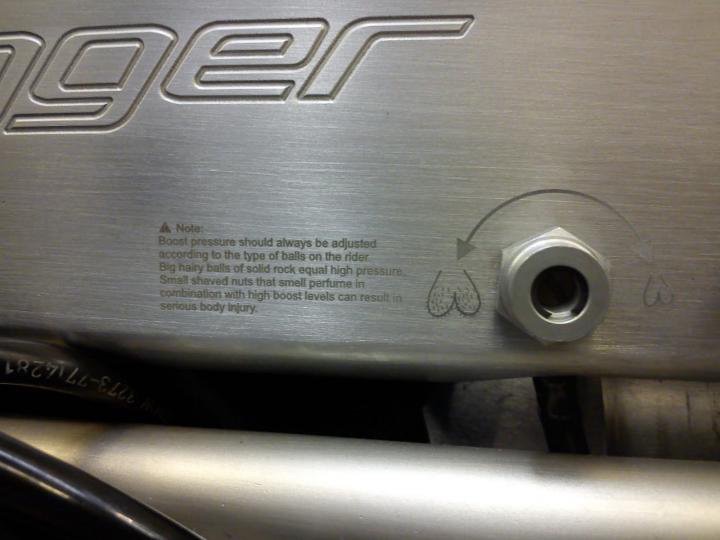 nger
⚠ Note:
Boost pressure should always be adjusted
according to the type of balls on the rider.
Big hairy balls of solid rock equal high pressure.
Small shaved nuts that smell perfume in
combination with high boost levels can result in
serious body injury.
3273-7714281